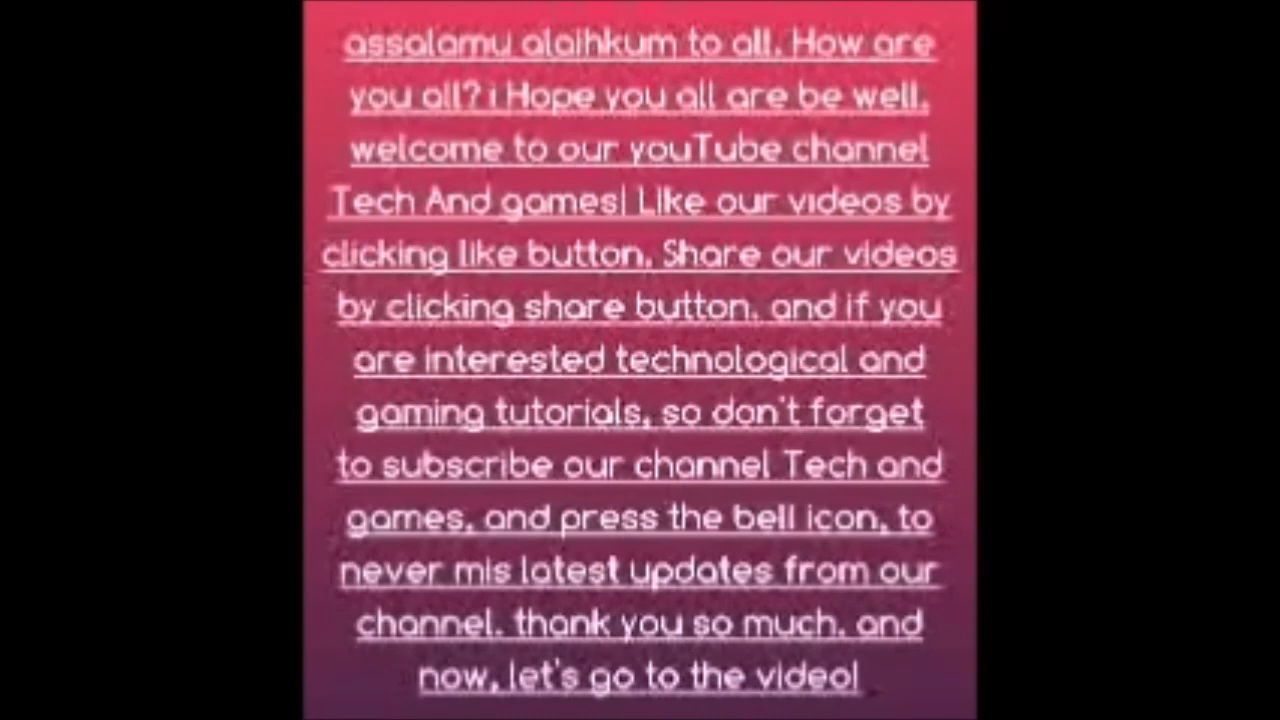 assalamu alaihkum to all. How are
you all? i Hope you all are be well.
welcome to our youTube channel
Tech And games! Like our videos by
clicking like button. Share our videos
by clicking share button. and if you
are interested technological and
gaming tutorials, so don't forget
to subscribe our channel Tech and
games, and press the bell icon, to
never mis latest updates from our
channel. thank you so much. and
now, let's go to the video!